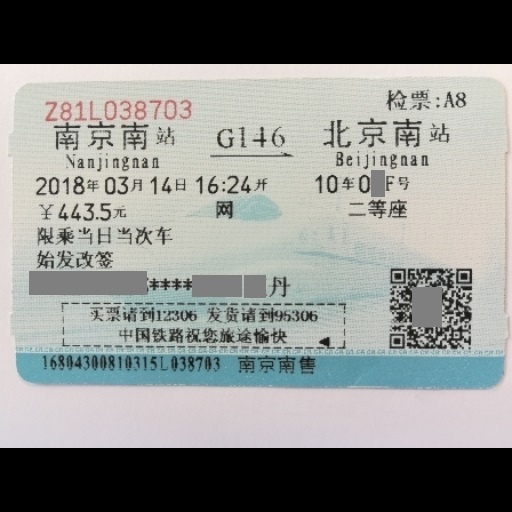 Z81L038703 检票:A8
南京南站 G146 北京南站
Nanjingnan Beijingnan
2018年03月14日16:24开 10车0 F号
￥443.5元 网 二等座
限乘当日当次车
始发改签
**** 丹
买票请到12306 发货请到95306
中国铁路祝您旅途愉快
16804300810315L038703 南京南售